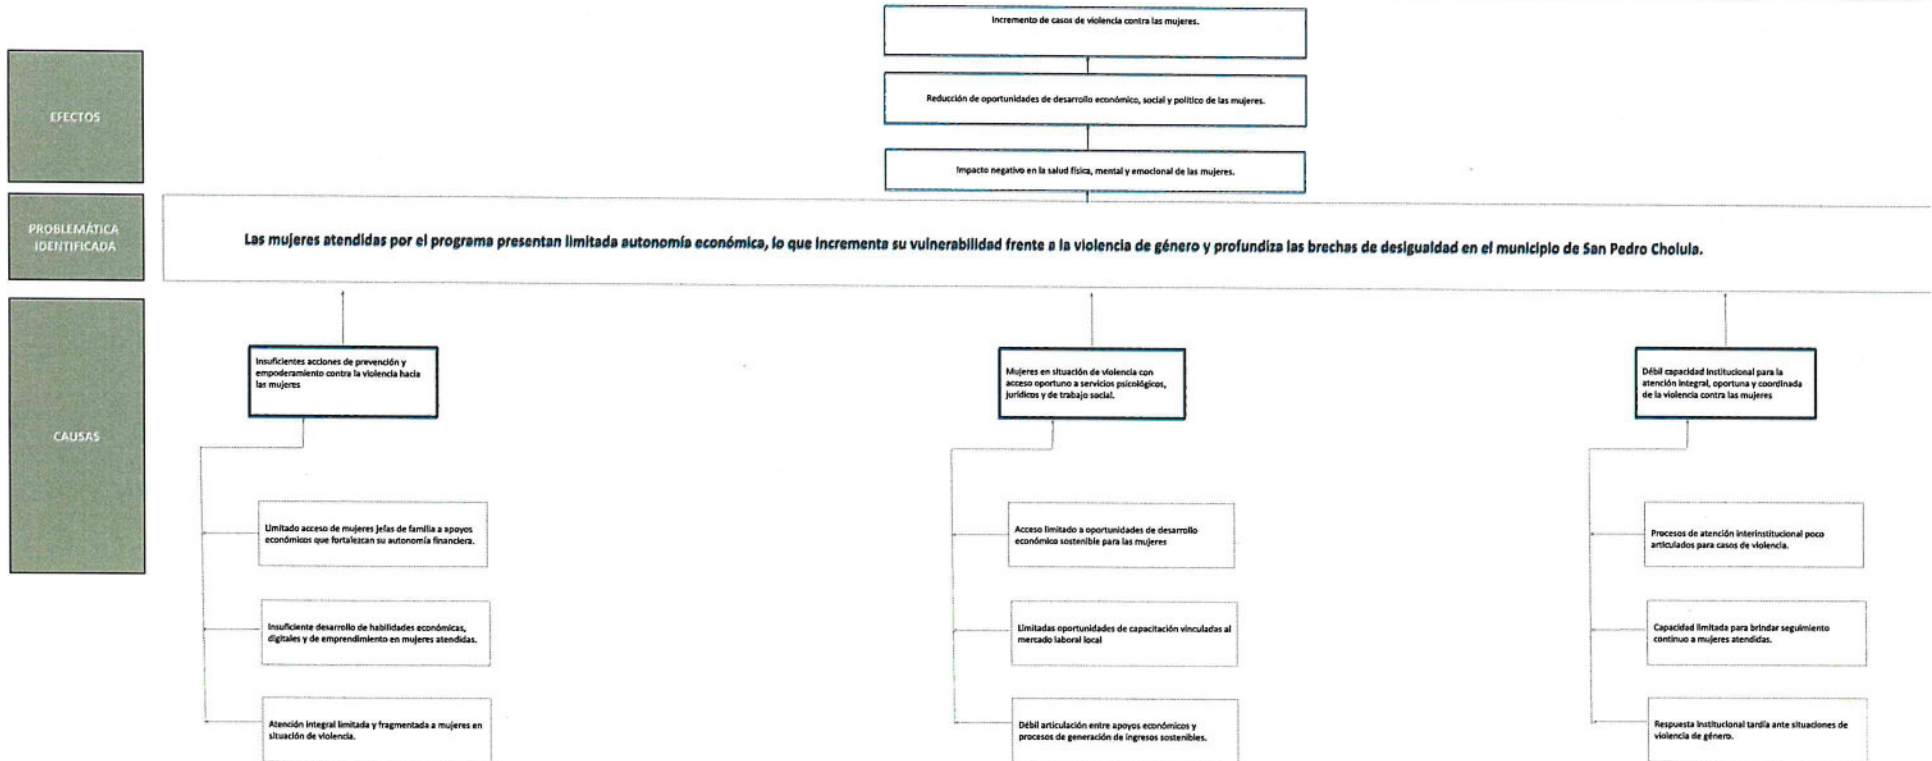 Incremento de casos de violencia contra las mujeres.
EFECTOS
Reducción de oportunidades de desarrollo económico, social y político de las mujeres.
Impacto negativo en la salud física, mental y emocional de las mujeres.
PROBLEMÁTICA
IDENTIFICADA
Las mujeres atendidas por el programa presentan limitada autonomía económica, lo que incrementa su vulnerabilidad frente a la violencia de género y profundiza las brechas de desigualdad en el municipio de San Pedro Cholula.
CAUSAS
Insuficientes acciones de prevención y
empoderamiento contra la violencia hacia
las mujeres
Limitado acceso de mujeres jefas de familia a apoyos
económicos que fortalezcan su autonomía financiera.
Insuficiente desarrollo de habilidades económicas,
digitales y de emprendimiento en mujeres atendidas.
Atención integral limitada y fragmentada a mujeres en
situación de violencia.
Mujeres en situación de violencia con
acceso oportuno a servicios psicológicos,
jurídicos y de trabajo social.
Acceso limitado a oportunidades de desarrollo
económico sostenible para las mujeres
Limitadas oportunidades de capacitación vinculadas al
mercado laboral local
Débil articulación entre apoyos económicos y
procesos de generación de ingresos sostenibles.
Débil capacidad institucional para la
atención integral, oportuna y coordinada
de la violencia contra las mujeres
Procesos de atención interinstitucional poco
articulados para casos de violencia.
Capacidad limitada para brindar seguimiento
continuo a mujeres atendidas.
Respuesta institucional tardía ante situaciones de
violencia de género.